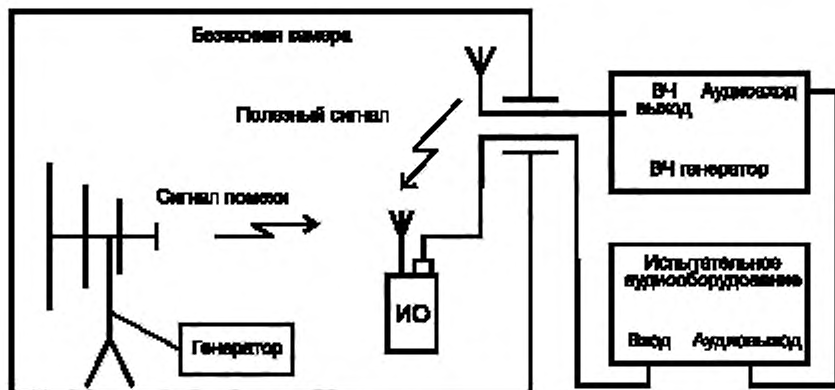 Безэховая камера
Полезный сигнал
ВЧ Аудиовход
выход
ВЧ генератор
Сигнал помехи
ИО
Генератор
Испытательное
аудиооборудование
Вход Аудиовыход